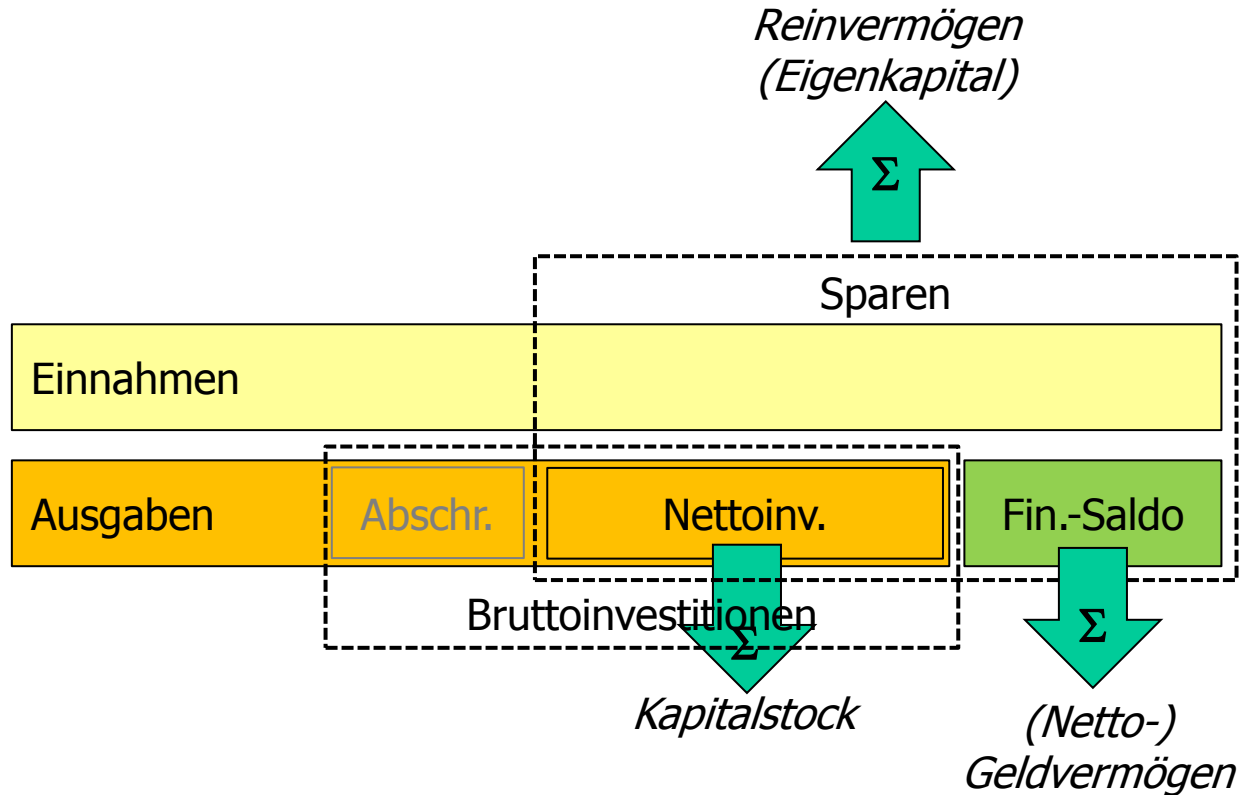 Reinvermögen
(Eigenkapital)
Σ
Sparen
Einnahmen
Ausgaben
Abschr.
Nettoinv.
Fin.-Saldo
Bruttoinvestitionen
Σ
Σ
Kapitalstock
(Netto-)
Geldvermögen